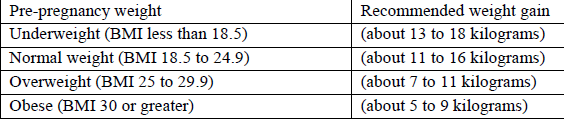 Pre-pregnancy weight Recommended weight gain
Underweight (BMI less than 18.5) (about 13 to 18 kilograms)
Normal weight (BMI 18.5 to 24.9) (about 11 to 16 kilograms)
Overweight (BMI 25 to 29.9) (about 7 to 11 kilograms)
Obese (BMI 30 or greater) (about 5 to 9 kilograms)